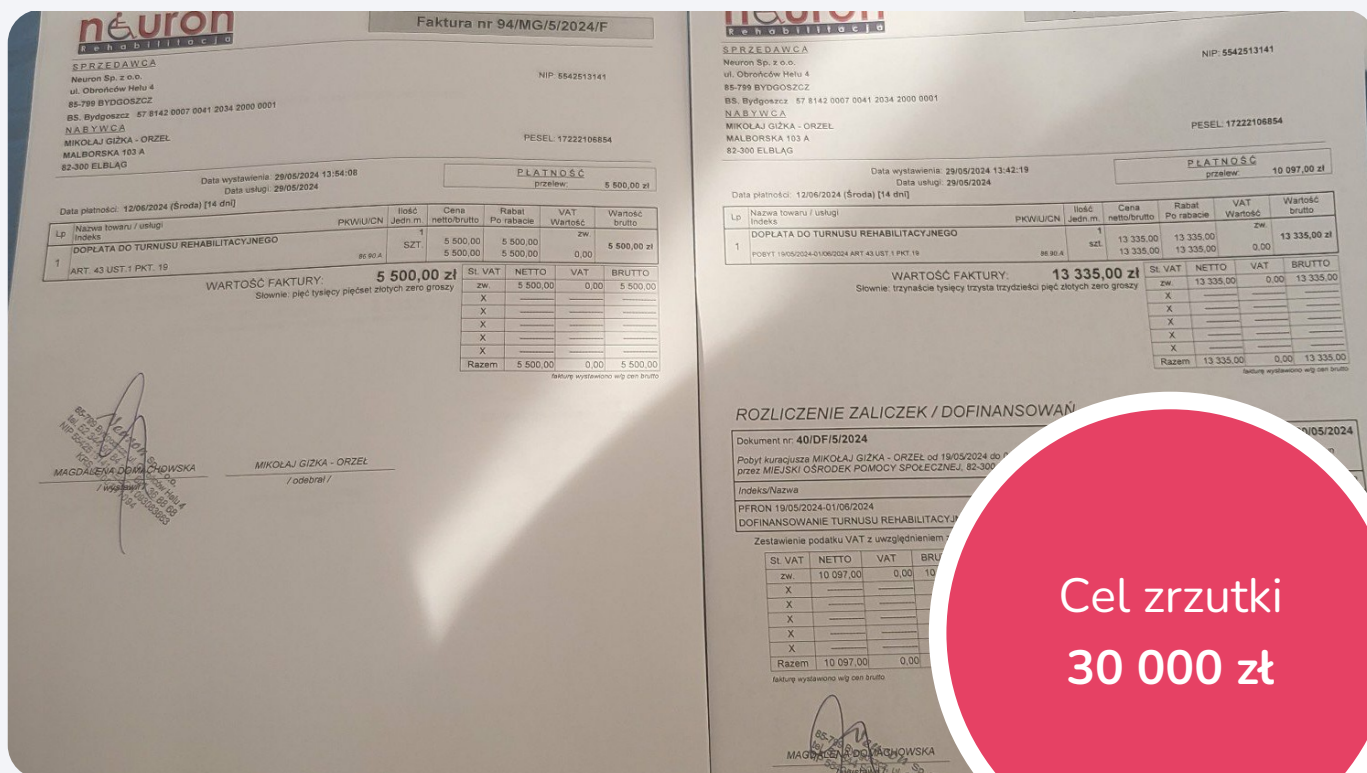 neuron
Rehabilitacja
Faktura nr 94/MG/5/2024/F
SPRZEDAWCA
Neuron Sp. z o.o.
NIP: 5542513141
ul. Obrońców Helu 4
85-799 BYDGOSZCZ
BS. Bydgoszcz 57 8142 0007 0041 2034 2000 0001
NABYWCA
MIKOŁAJ GIŻKA - ORZEŁ
PESEL: 17222106854
MALBORSKA 103 A
82-300 ELBLĄG
Data wystawienia: 29/05/2024 13:54:08
Data usługi: 29/05/2024
PŁATNOŚĆ
przelew: 5 500,00 zł
Data płatności: 12/06/2024 (Środa) [14 dni]
Lp Nazwa towaru / usługi Indeks PKWiU/CN Ilość Jedn.m. Cena netto/brutto Rabat Po rabacie VAT Wartość Wartość brutto
1 DOPŁATA DO TURNUSU REHABILITACYJNEGO 1 5 500,00 5 500,00 zw. 5 500,00 zł
ART. 43 UST.1 PKT. 19 86.90.A SZT. 5 500,00 5 500,00 0,00
WARTOŚĆ FAKTURY: 5 500,00 zł
Słownie: pięć tysięcy pięćset złotych zero groszy
St. VAT NETTO VAT BRUTTO
zw. 5 500,00 0,00 5 500,00
X
X
X
X
X
Razem 5 500,00 0,00 5 500,00
fakturę wystawiono w/g cen brutto
MAGDALENA DOMACHOWSKA
/ wystawił /
MIKOŁAJ GIŻKA - ORZEŁ
/ odebrał /
neuron
Rehabilitacja
SPRZEDAWCA
Neuron Sp. z o.o.
NIP: 5542513141
ul. Obrońców Helu 4
85-799 BYDGOSZCZ
BS. Bydgoszcz 57 8142 0007 0041 2034 2000 0001
NABYWCA
MIKOŁAJ GIŻKA - ORZEŁ
PESEL: 17222106854
MALBORSKA 103 A
82-300 ELBLĄG
Data wystawienia: 29/05/2024 13:42:19
Data usługi: 29/05/2024
PŁATNOŚĆ
przelew: 10 097,00 zł
Data płatności: 12/06/2024 (Środa) [14 dni]
Lp Nazwa towaru / usługi Indeks PKWiU/CN Ilość Jedn.m. Cena netto/brutto Rabat Po rabacie VAT Wartość Wartość brutto
1 DOPŁATA DO TURNUSU REHABILITACYJNEGO 1 13 335,00 13 335,00 zw. 13 335,00 zł
POBYT 19/05/2024-01/06/2024 ART 43 UST.1 PKT 19 86.90.A szt. 13 335,00 13 335,00 0,00
WARTOŚĆ FAKTURY: 13 335,00 zł
Słownie: trzynaście tysięcy trzysta trzydzieści pięć złotych zero groszy
St. VAT NETTO VAT BRUTTO
zw. 13 335,00 0,00 13 335,00
X
X
X
X
X
Razem 13 335,00 0,00 13 335,00
fakturę wystawiono w/g cen brutto
ROZLICZENIE ZALICZEK / DOFINANSOWAŃ
Dokument nr: 40/DF/5/2024 /05/2024
Pobyt kuracjusza MIKOŁAJ GIŻKA - ORZEŁ od 19/05/2024 do
przez MIEJSKI OŚRODEK POMOCY SPOŁECZNEJ, 82-300
Indeks/Nazwa
PFRON 19/05/2024-01/06/2024
DOFINANSOWANIE TURNUSU
Zestawienie podatku VAT z uwzględnieniem
St. VAT NETTO VAT
zw. 10 097,00 0,00 10
X
X
X
X
X
Razem 10 097,00 0,00
fakturę wystawiono w/g cen brutto
MAGDALENA DOMACHOWSKA
Cel zrzutki
30 000 zł